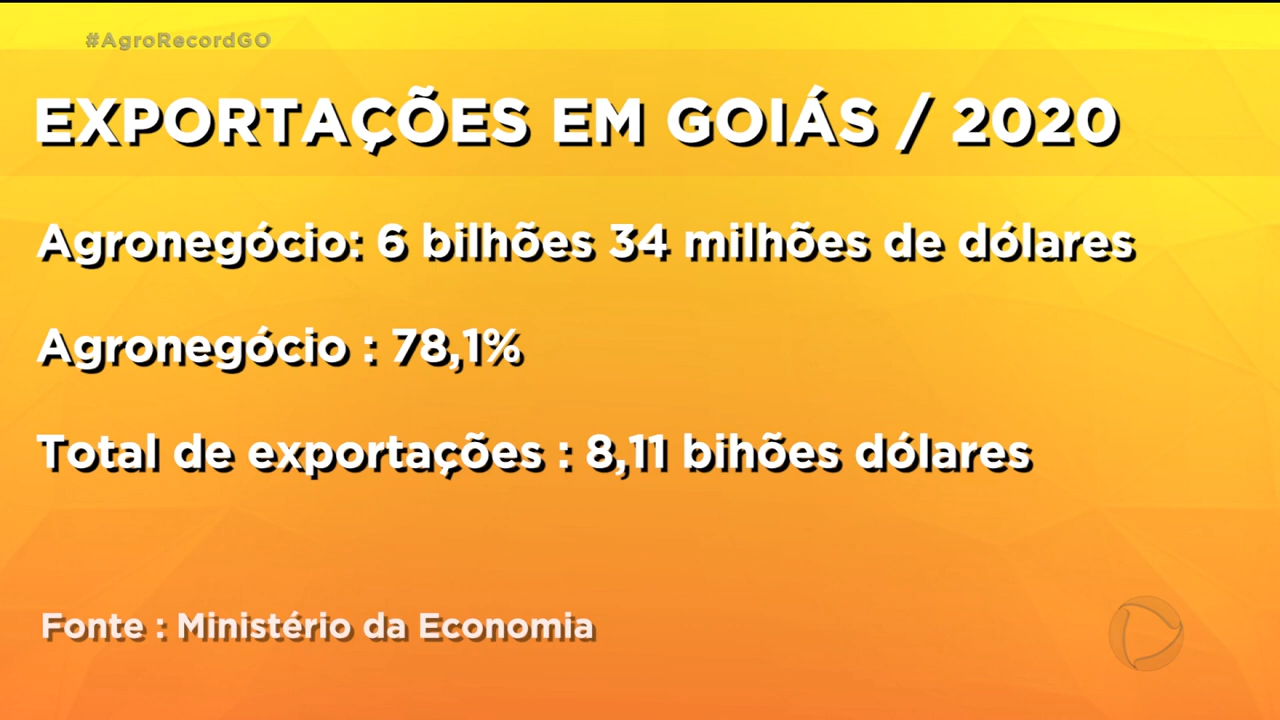 #AgroRecordGO
EXPORTAÇÕES EM GOIÁS / 2020
Agronegócio: 6 bilhões 34 milhões de dólares
Agronegócio : 78,1%
Total de exportações : 8,11 bihões dólares
Fonte : Ministério da Economia